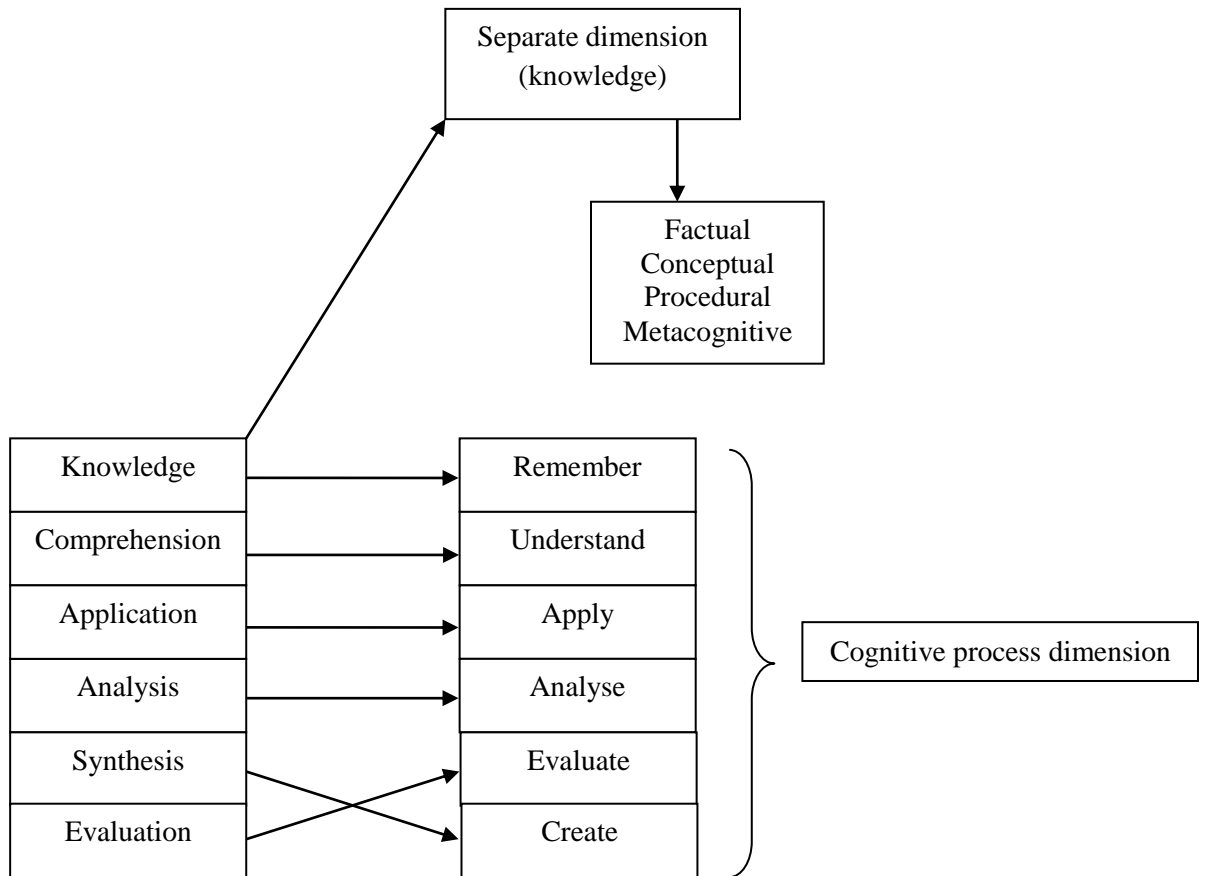 Separate dimension
(knowledge)
Factual
Conceptual
Procedural
Metacognitive
Knowledge
Remember
Comprehension
Understand
Application
Apply
Analysis
Analyse
Cognitive process dimension
Synthesis
Evaluate
Evaluation
Create